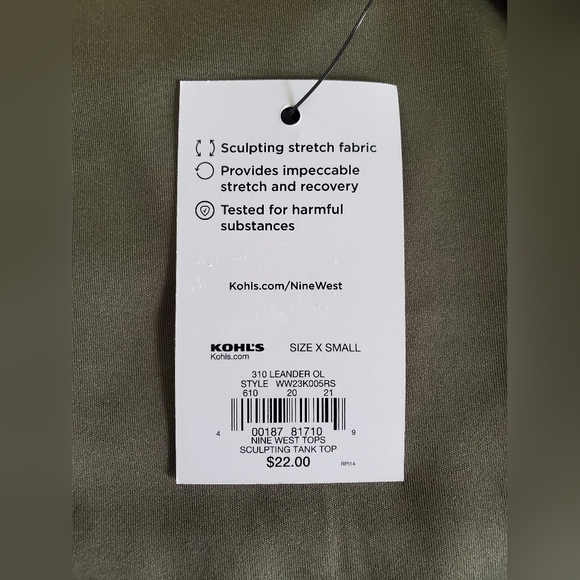 Sculpting stretch fabric
Provides impeccable
stretch and recovery
Tested for harmful
substances
Kohls.com/NineWest
KOHL'S SIZE X SMALL
Kohls.com
310 LEANDER OL
STYLE WW23K005RS
610 20 21
4 00187 81710 9
NINE WEST TOPS
SCULPTING TANK TOP
$22.00 RPI14